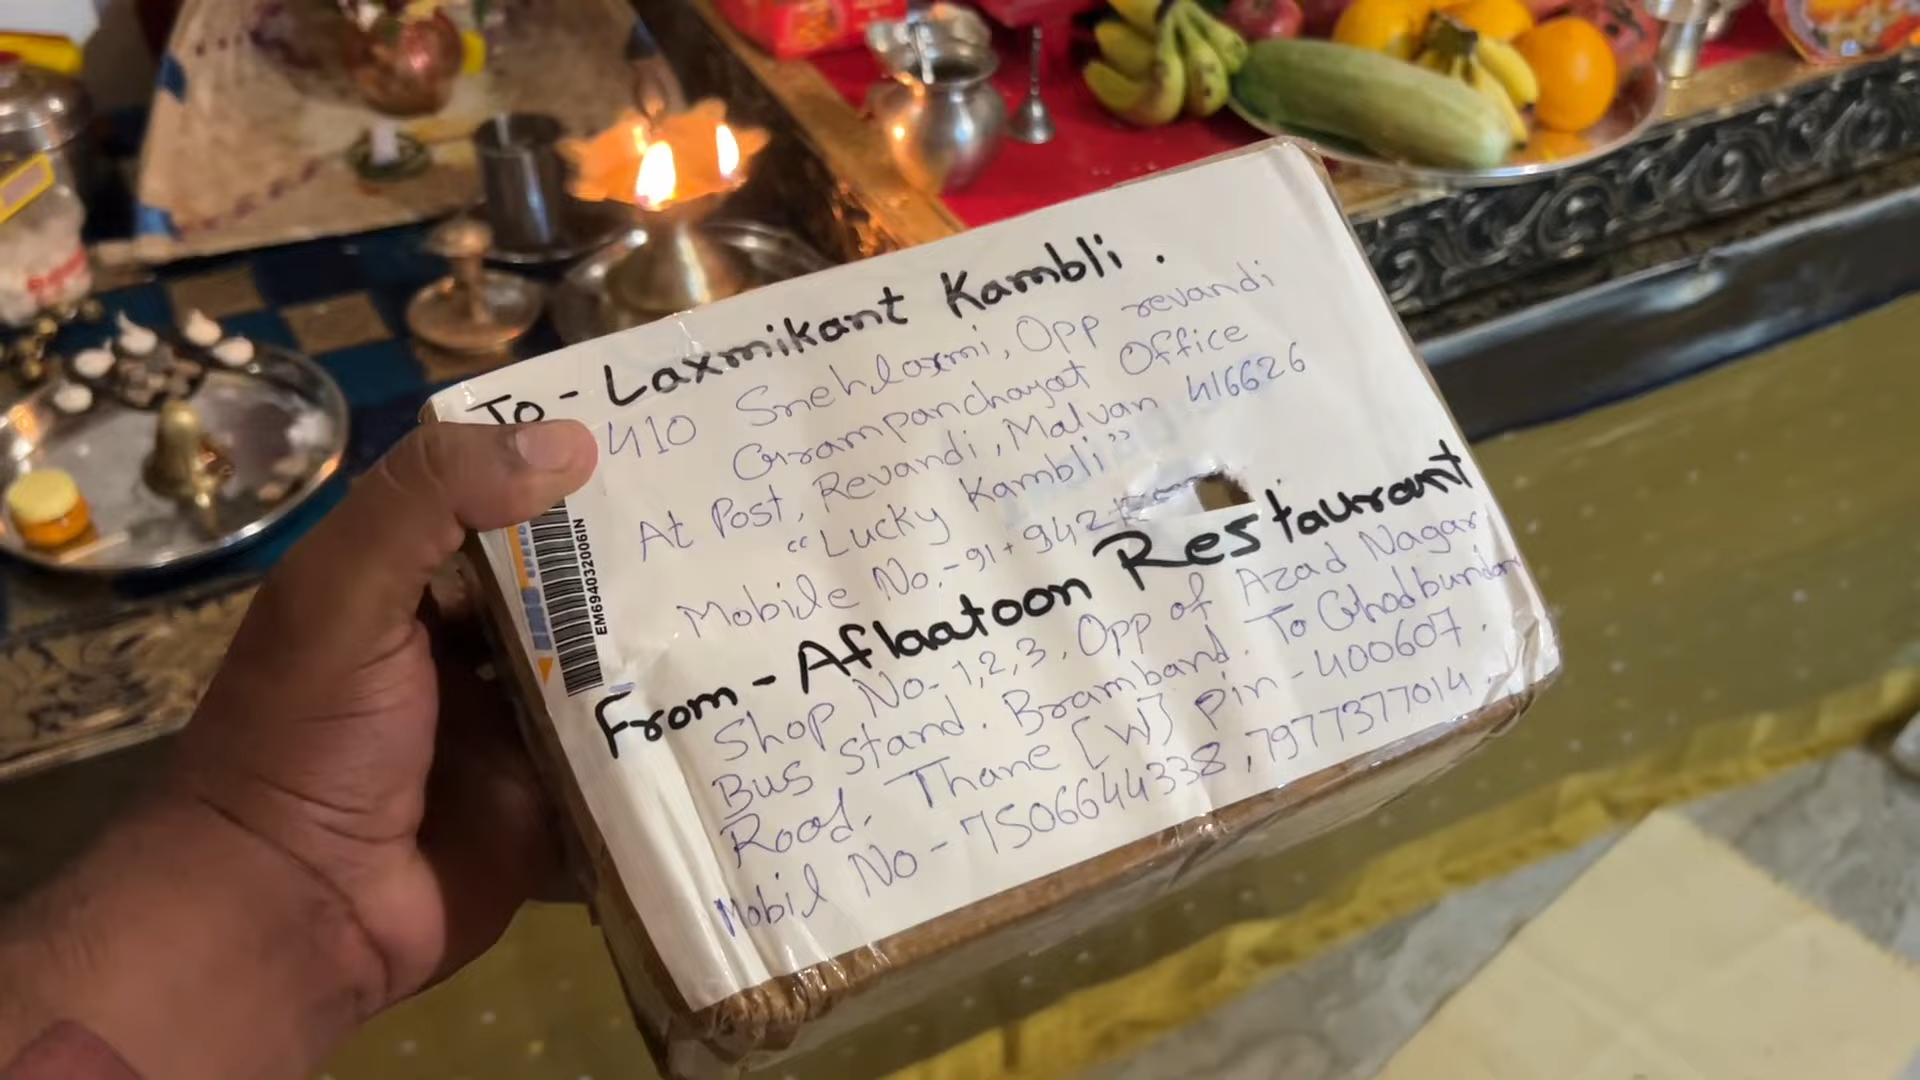 To - Laxmikant Kambli.
410 Snehlaxmi, Opp revandi
Grampanchayat Office
At Post, Revandi, Malvan 416626
"Lucky Kambli"
Mobile No.-91+942
From - Aflaatoon Restaurant
Shop No. 1,2,3, Opp of Azad Nagar
Bus Stand. Bramband. To Ghodbundar
Road. Thane [W] Pin - 400607.
Mobil No - 7506644338, 7977377014.
EM694032006IN